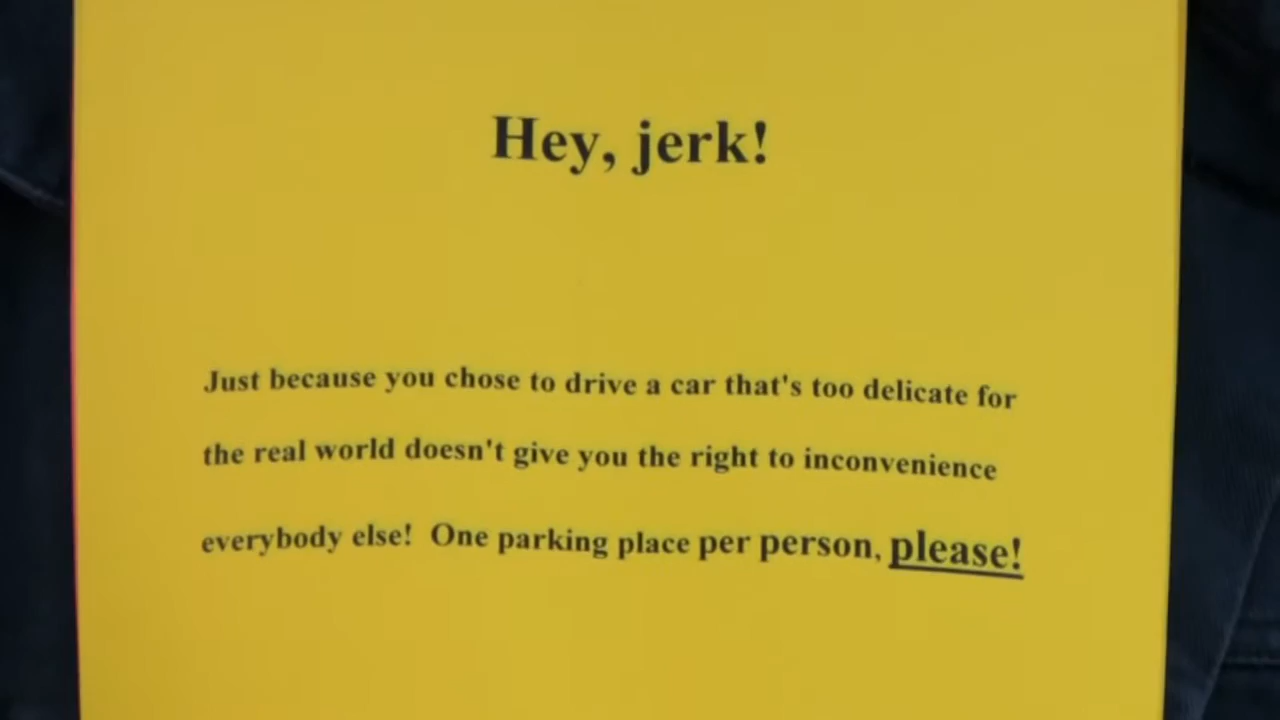 Hey, jerk!
Just because you chose to drive a car that's too delicate for
the real world doesn't give you the right to inconvenience
everybody else!  One parking place per person, please!